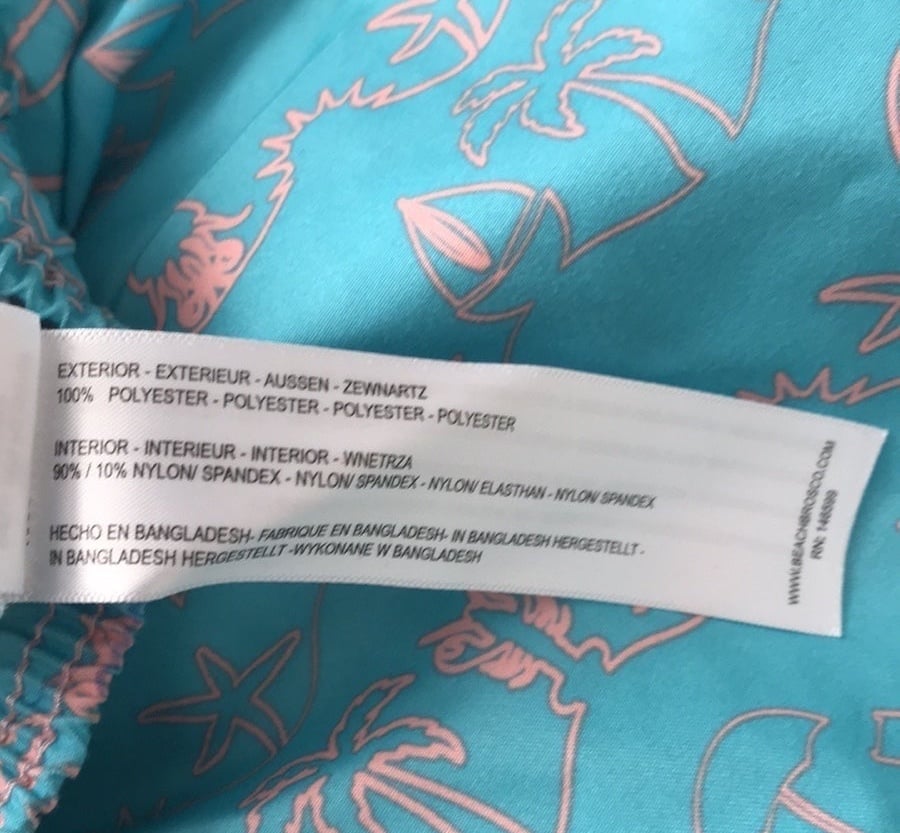 EXTERIOR - EXTERIEUR - AUSSEN - ZEWNARTZ
100% POLYESTER - POLYESTER - POLYESTER - POLYESTER
INTERIOR - INTERIEUR - INTERIOR - WNETRZA
90% / 10% NYLON/ SPANDEX - NYLON/ SPANDEX - NYLON/ ELASTHAN - NYLON/ SPANDEX
HECHO EN BANGLADESH- FABRIQUE EN BANGLADESH- IN BANGLADESH HERGESTELLT -
IN BANGLADESH HERGESTELLT -WYKONANE W BANGLADESH
WWW.BEACHBROSCO.COM
RN: